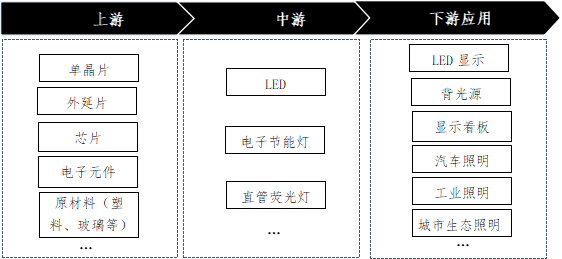 上游
单晶片
外延片
芯片
电子元件
原材料（塑
料、玻璃等）
...
中游
LED
电子节能灯
直管荧光灯
...
下游应用
LED 显示
背光源
显示看板
汽车照明
工业照明
城市生态照明
...